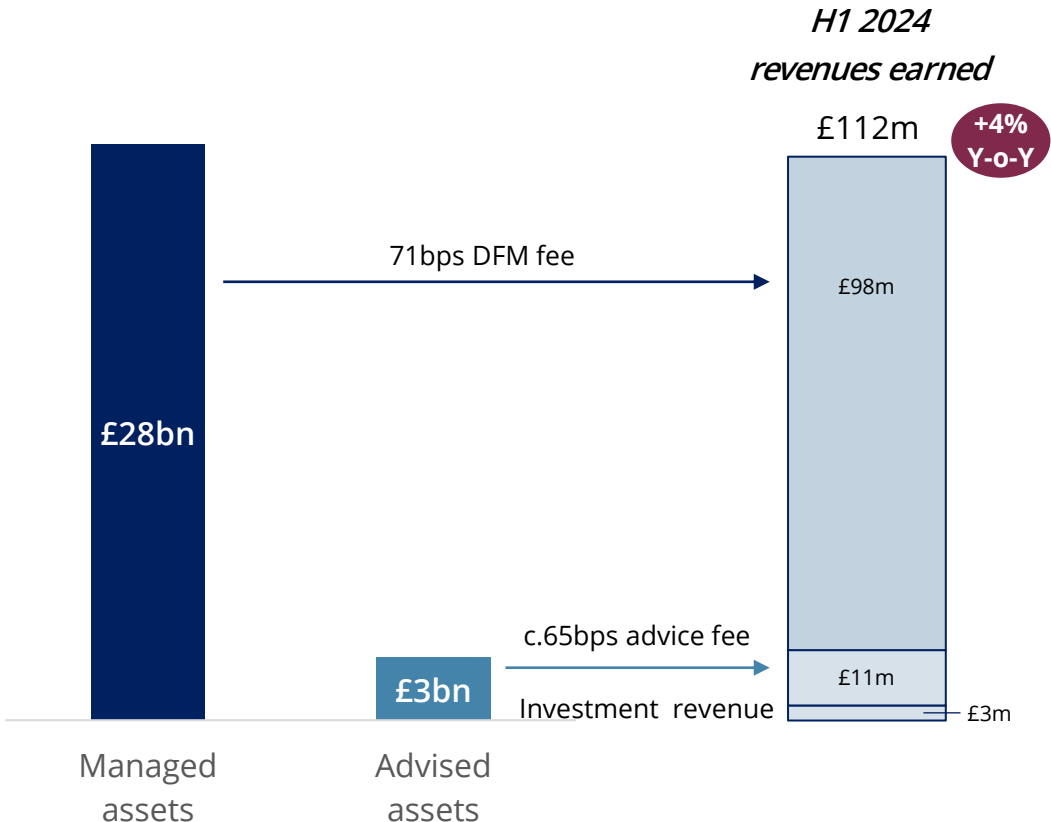 H1 2024
revenues earned
£112m
+4%
Y-o-Y
71bps DFM fee
£98m
£28bn
c.65bps advice fee
£11m
£3bn
Investment revenue
£3m
Managed
assets
Advised
assets